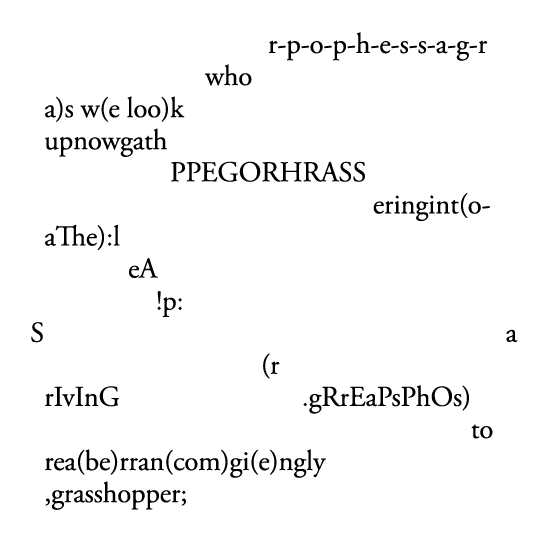 r-p-o-p-h-e-s-s-a-g-r
who
a)s w(e loo)k
upnowgath
PPEGORHRASS
eringint(o-
aThe):l
eA
!p:
S a
(r
rIvInG .gRrEaPsPhOs)
to
rea(be)rran(com)gi(e)ngly
,grasshopper;